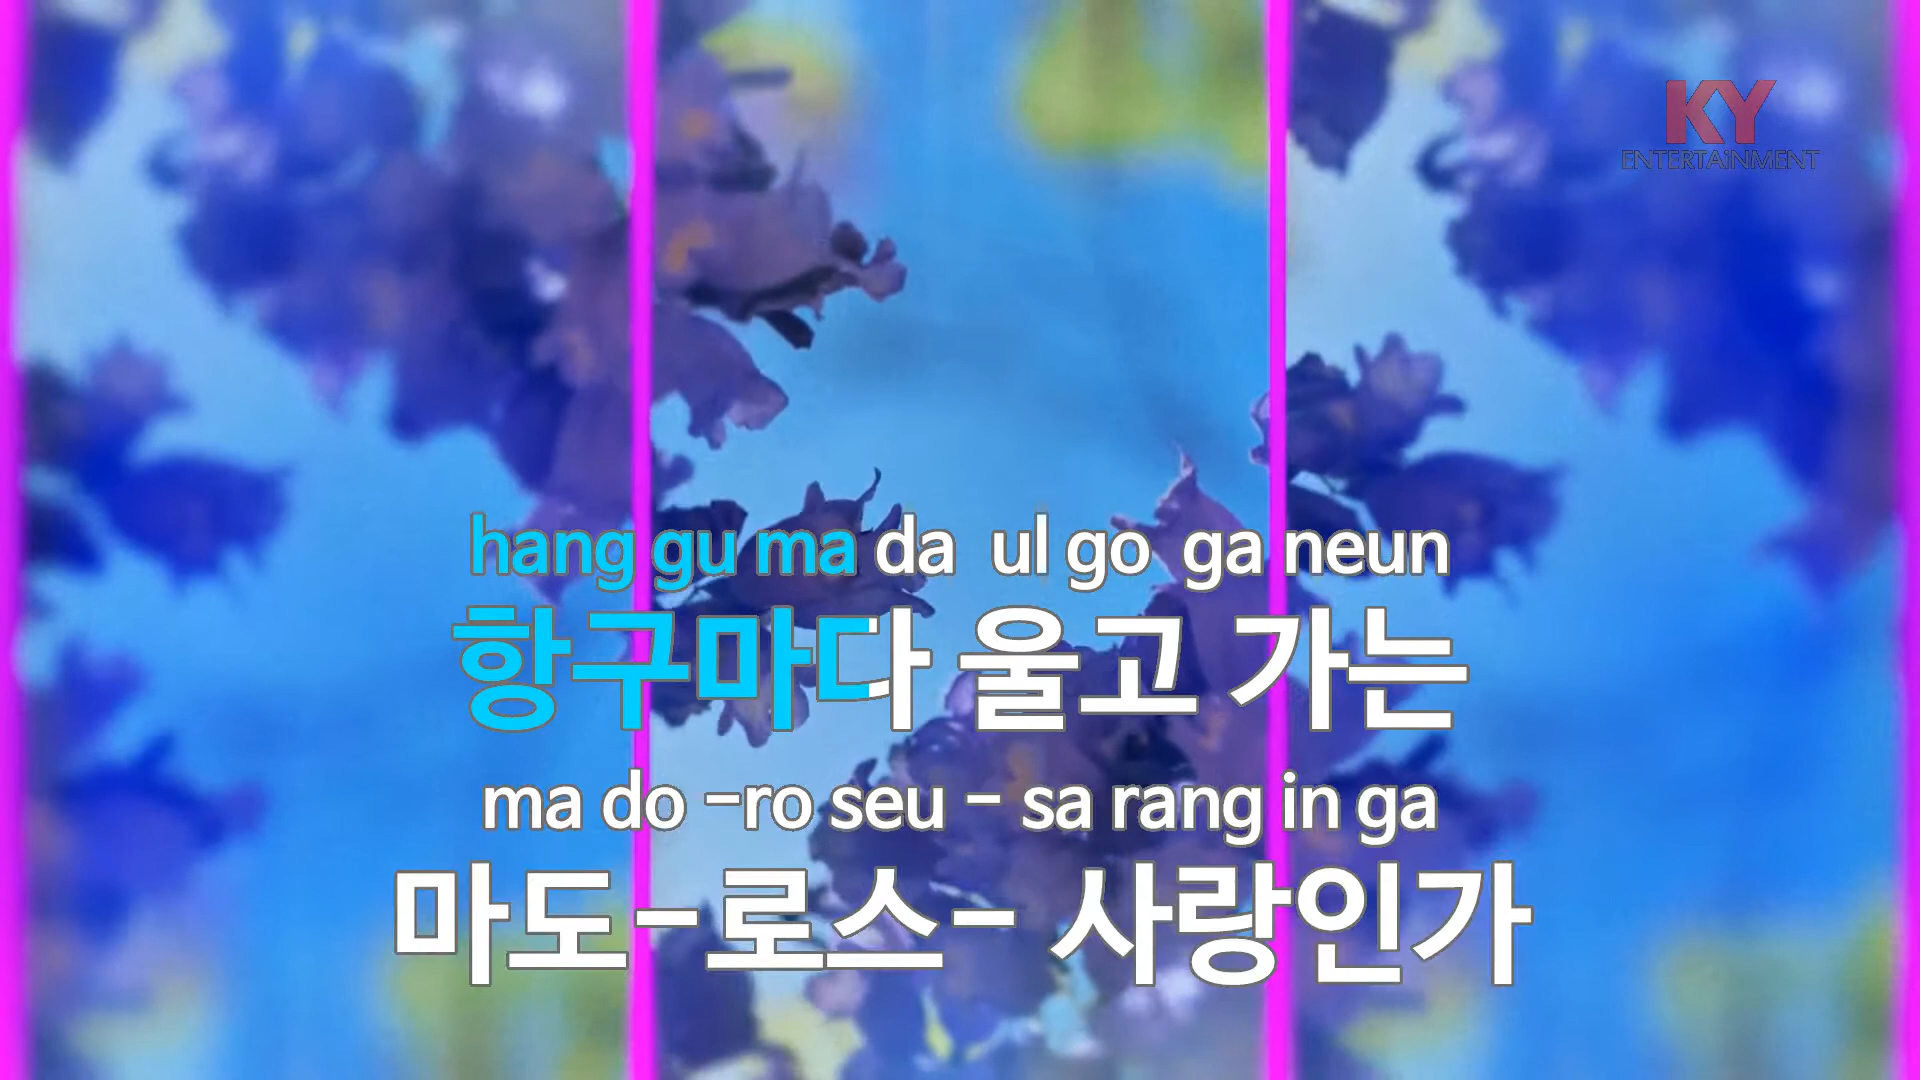 KY
ENTERTAINMENT
hang gu ma da ul go ga neun
항구마다 울고 가는
ma do -ro seu - sa rang in ga
마도-로스- 사랑인가